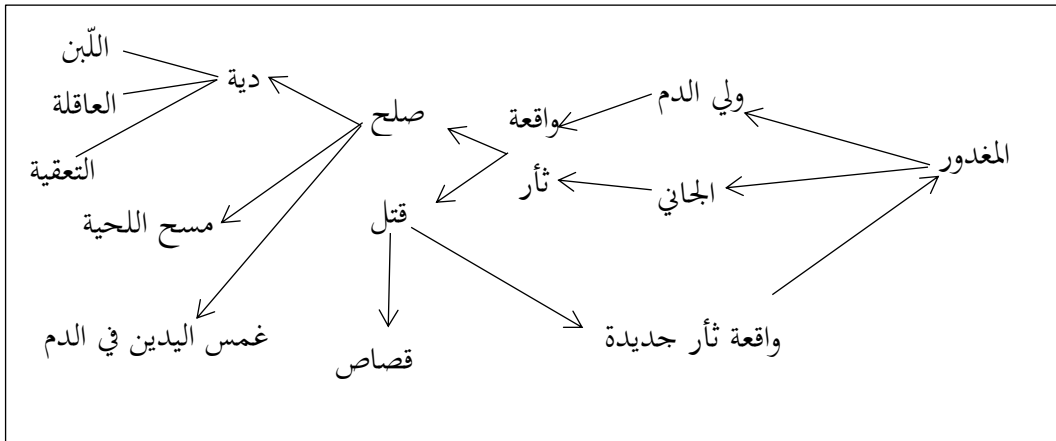 المغدور
ولي الدم
الجاني
واقعة
ثأر
صلح
قتل
دية
اللّبن
العاقلة
التعقية
مسح اللحية
غمس اليدين في الدم
قصاص
واقعة ثأر جديدة